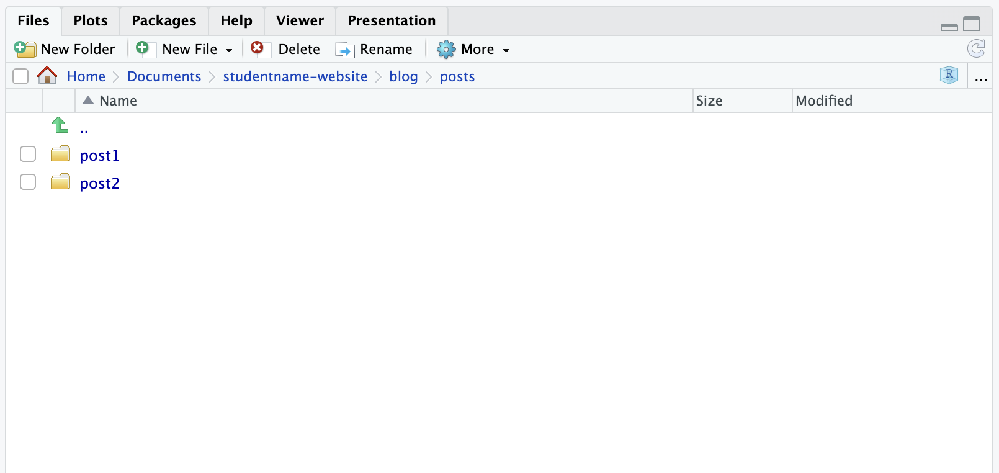 Files Plots Packages Help Viewer Presentation
New Folder New File Delete Rename More
Home Documents studentname-website blog posts R ...
Name Size Modified
..
post1
post2